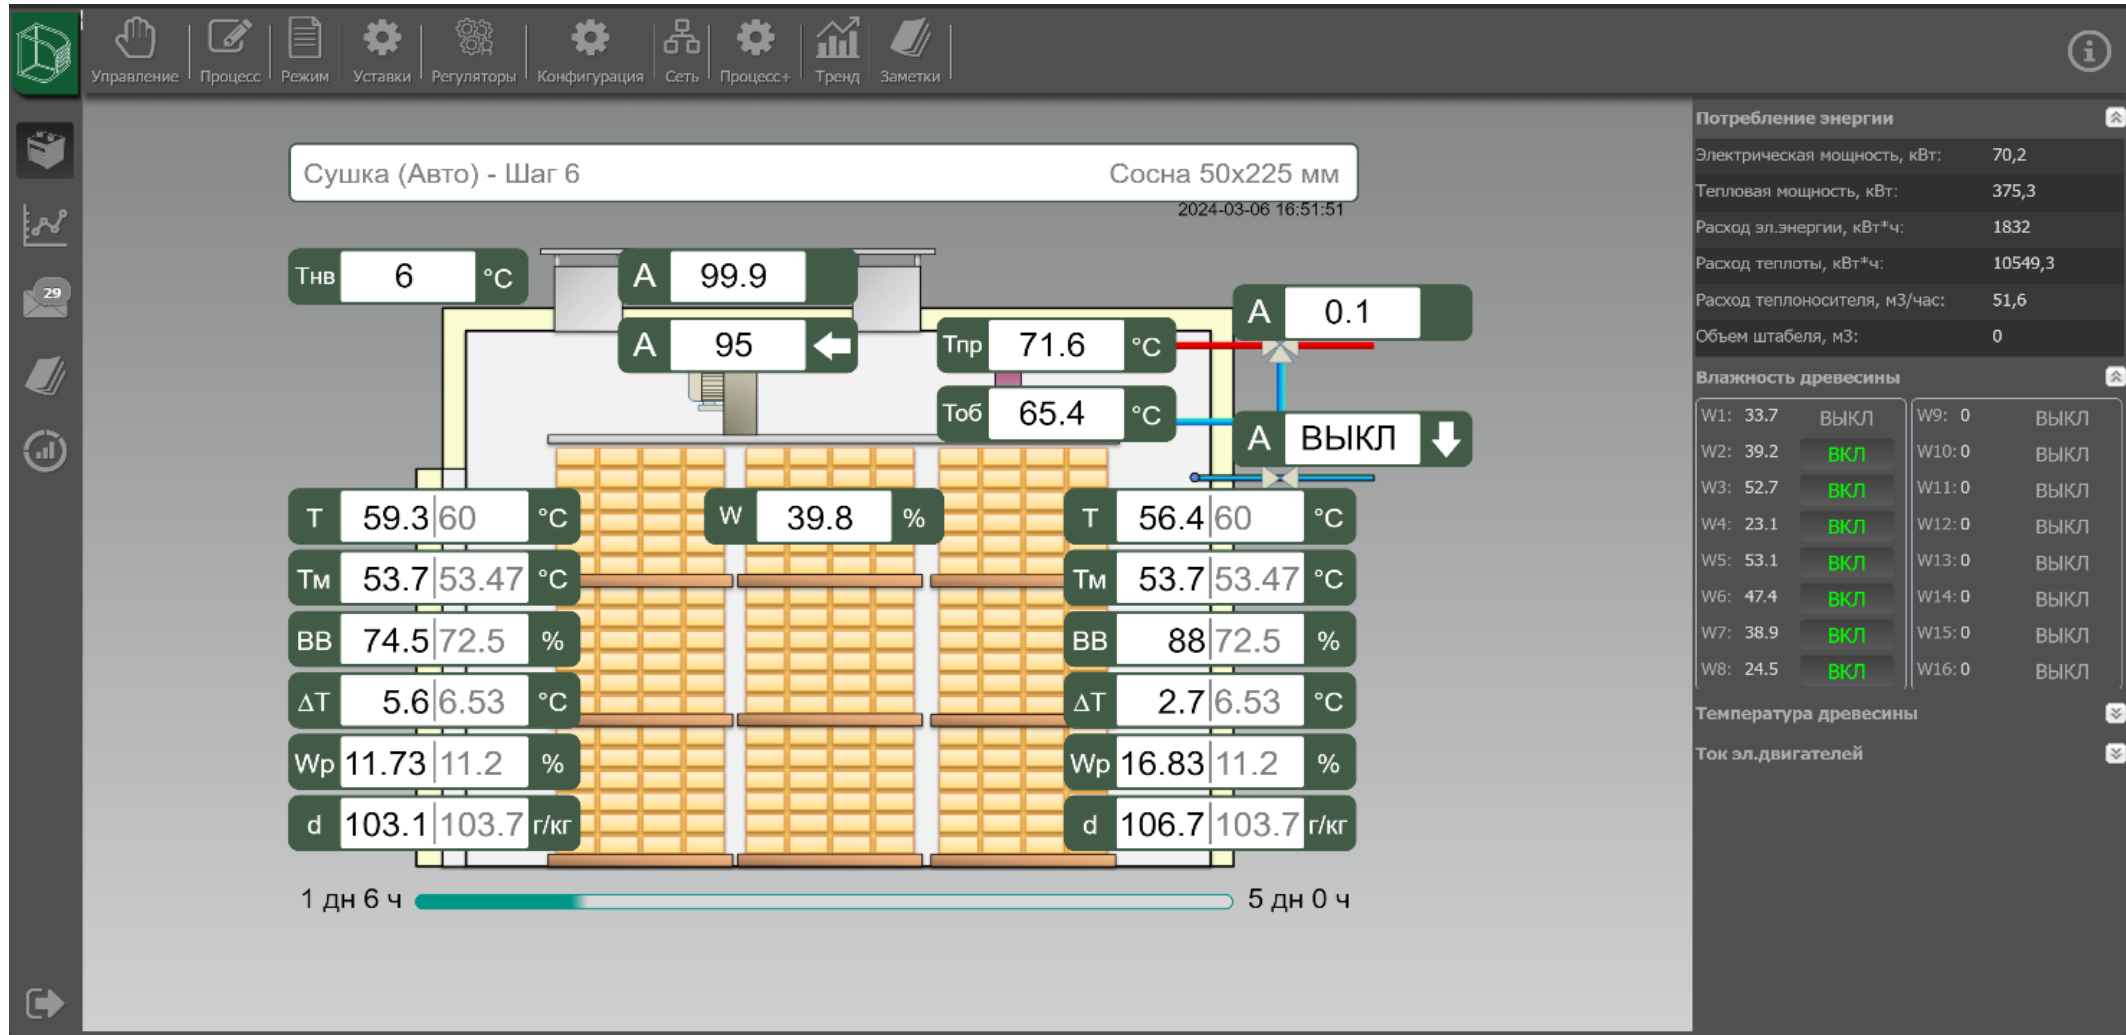 Управление Процесс Режим Уставки Регуляторы Конфигурация Сеть Процесс+ Тренд Заметки
29
Сушка (Авто) - Шаг 6 Сосна 50x225 мм
2024-03-06 16:51:51
Тнв 6 °C
А 99.9
А 95
Тпр 71.6 °C
Тоб 65.4 °C
А 0.1
А ВЫКЛ
W 39.8 %
Т 59.3|60 °C
Тм 53.7|53.47 °C
ВВ 74.5|72.5 %
ΔТ 5.6|6.53 °C
Wp 11.73|11.2 %
d 103.1|103.7 г/кг
Т 56.4|60 °C
Тм 53.7|53.47 °C
ВВ 88|72.5 %
ΔТ 2.7|6.53 °C
Wp 16.83|11.2 %
d 106.7|103.7 г/кг
1 дн 6 ч 5 дн 0 ч
Потребление энергии
Электрическая мощность, кВт: 70,2
Тепловая мощность, кВт: 375,3
Расход эл.энергии, кВт*ч: 1832
Расход теплоты, кВт*ч: 10549,3
Расход теплоносителя, м3/час: 51,6
Объем штабеля, м3: 0
Влажность древесины
W1: 33.7 ВЫКЛ W9: 0 ВЫКЛ
W2: 39.2 ВКЛ W10: 0 ВЫКЛ
W3: 52.7 ВКЛ W11: 0 ВЫКЛ
W4: 23.1 ВКЛ W12: 0 ВЫКЛ
W5: 53.1 ВКЛ W13: 0 ВЫКЛ
W6: 47.4 ВКЛ W14: 0 ВЫКЛ
W7: 38.9 ВКЛ W15: 0 ВЫКЛ
W8: 24.5 ВКЛ W16: 0 ВЫКЛ
Температура древесины
Ток эл.двигателей